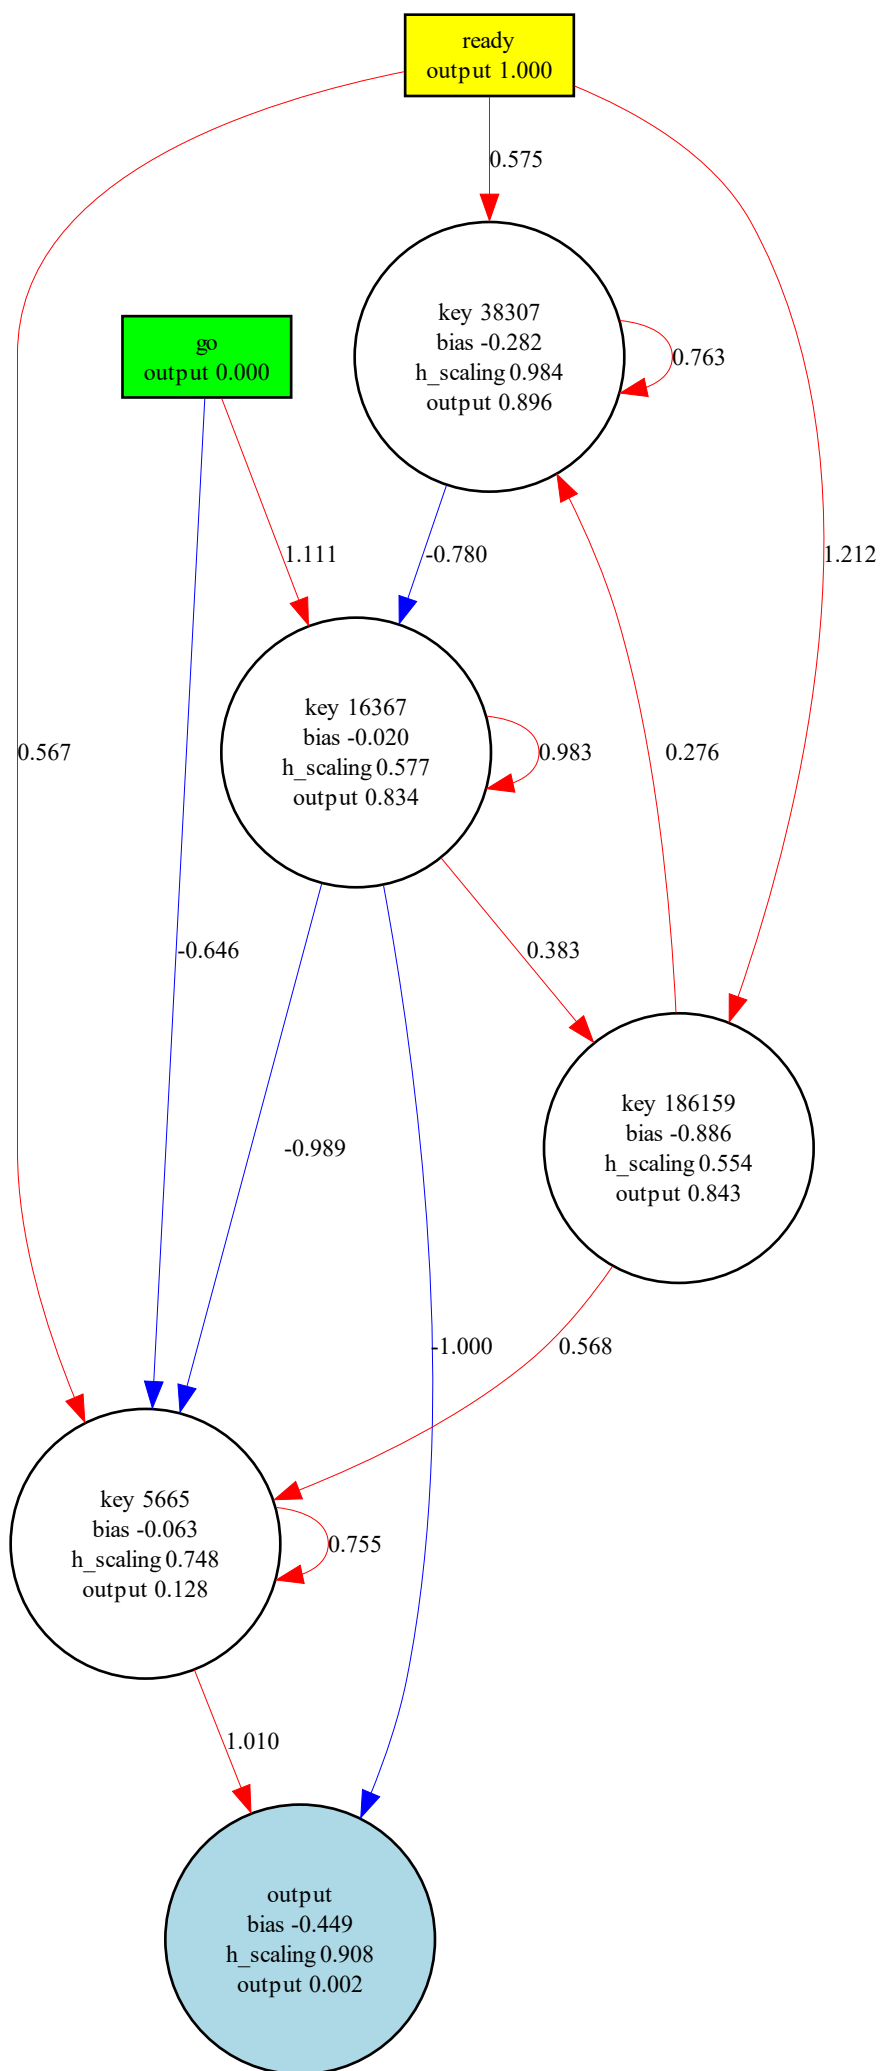 ready
output 1.000
0.575
go
output 0.000
key 38307
bias -0.282
h_scaling 0.984
output 0.896
0.763
1.111
-0.780
1.212
0.567
key 16367
bias -0.020
h_scaling 0.577
output 0.834
0.983
0.276
-0.646
0.383
-0.989
key 186159
bias -0.886
h_scaling 0.554
output 0.843
-1.000
0.568
key 5665
bias -0.063
h_scaling 0.748
output 0.128
0.755
1.010
output
bias -0.449
h_scaling 0.908
output 0.002